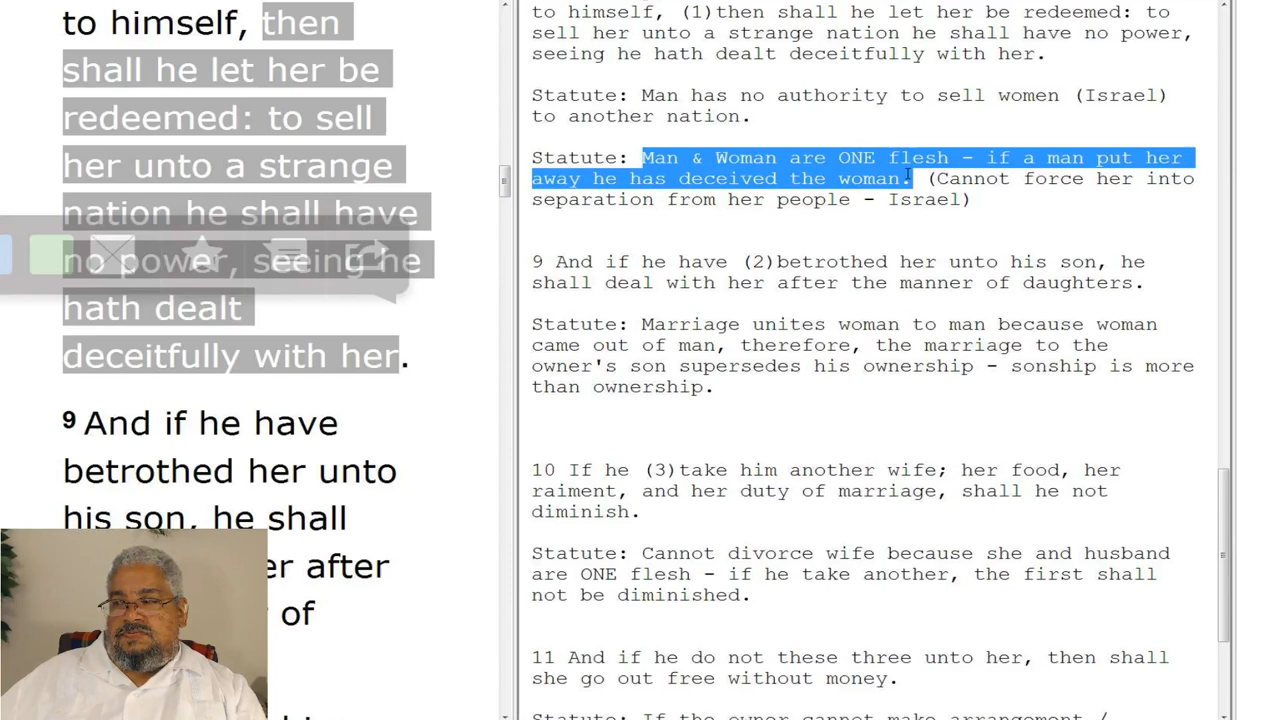 to himself, then
shall he let her be
redeemed: to sell
her unto a strange
nation he shall have
no power, seeing he
hath dealt
deceitfully with her.
9 And if he have
betrothed her unto
his son, he shall
er after
of
to himself, (1)then shall he let her be redeemed: to
sell her unto a strange nation he shall have no power,
seeing he hath dealt deceitfully with her.
Statute: Man has no authority to sell women (Israel)
to another nation.
Statute: Man & Woman are ONE flesh - if a man put her
away he has deceived the woman. (Cannot force her into
separation from her people - Israel)
9 And if he have (2)betrothed her unto his son, he
shall deal with her after the manner of daughters.
Statute: Marriage unites woman to man because woman
came out of man, therefore, the marriage to the
owner's son supersedes his ownership - sonship is more
than ownership.
10 If he (3)take him another wife; her food, her
raiment, and her duty of marriage, shall he not
diminish.
Statute: Cannot divorce wife because she and husband
are ONE flesh - if he take another, the first shall
not be diminished.
11 And if he do not these three unto her, then shall
she go out free without money.
Statute: If the owner cannot make arrangement /